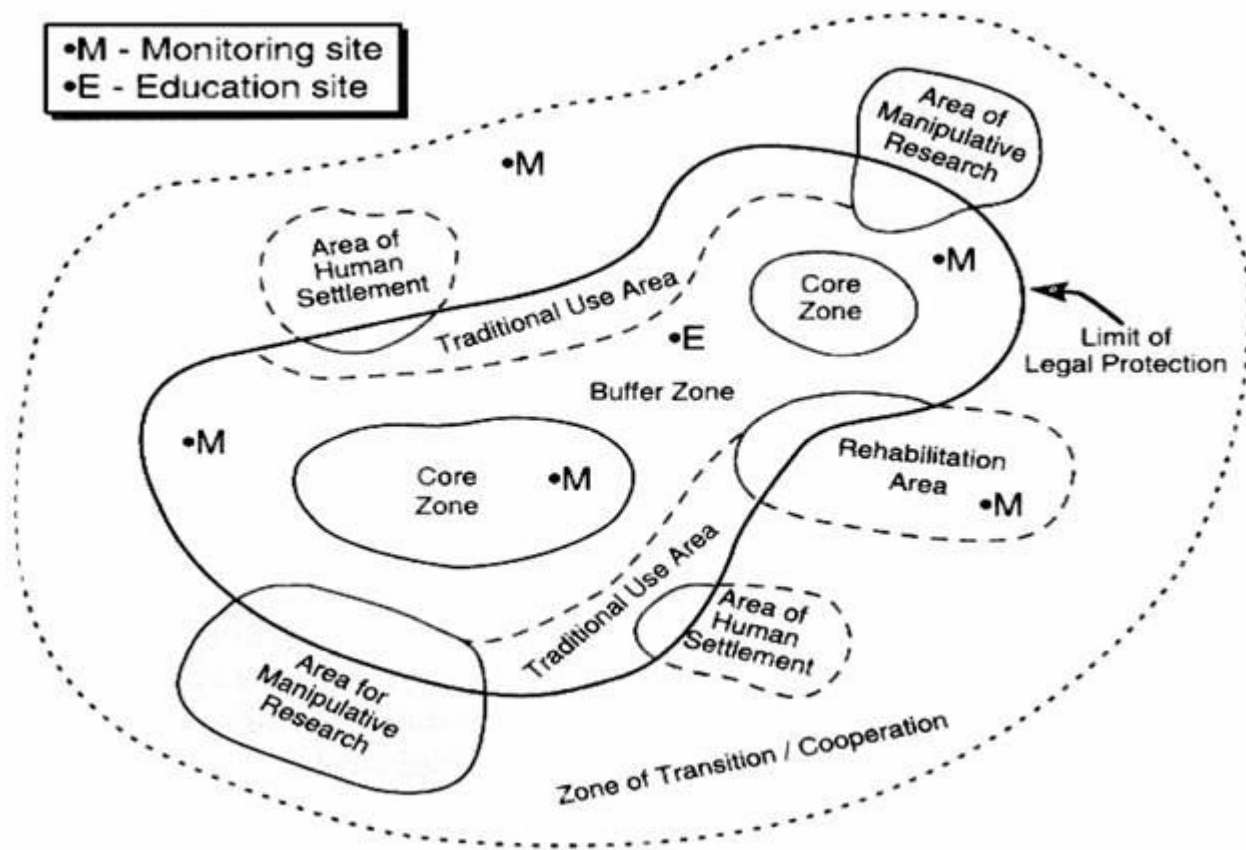 •M - Monitoring site
•E - Education site
Area of
Manipulative
Research
•M
Area of
Human
Settlement
Traditional Use Area
•M
Core
Zone
•E
Limit of
Legal Protection
Buffer Zone
•M
Core
Zone
•M
Rehabilitation
Area
•M
Traditional Use Area
Area of
Human
Settlement
Area for
Manipulative
Research
Zone of Transition / Cooperation